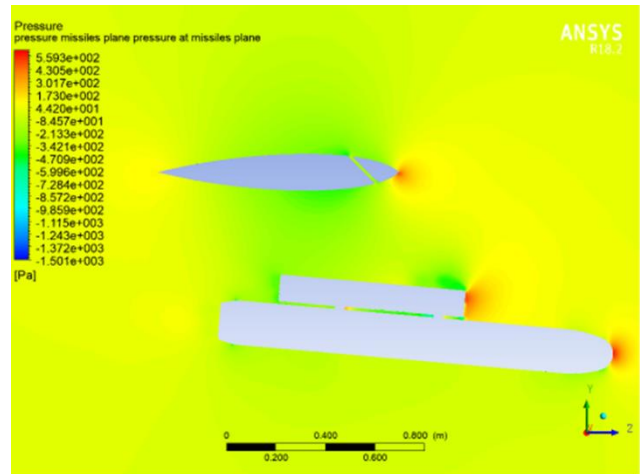 Pressure
pressure missiles plane pressure at missiles plane
5.593e+002
4.305e+002
3.017e+002
1.730e+002
4.420e+001
-8.457e+001
-2.133e+002
-3.421e+002
-4.709e+002
-5.996e+002
-7.284e+002
-8.572e+002
-9.859e+002
-1.115e+003
-1.243e+003
-1.372e+003
-1.501e+003
[Pa]
ANSYS
R18.2
Y
Z
0 0.400 0.800 (m)
0.200 0.600